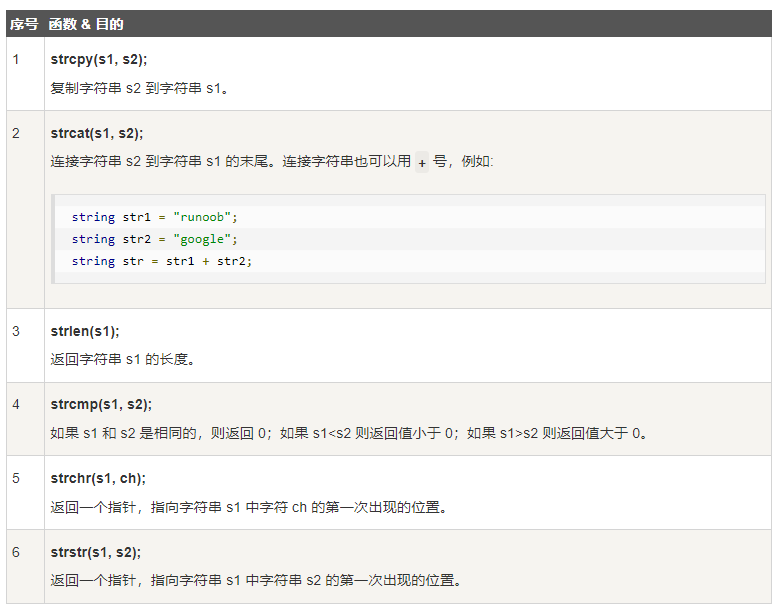 序号 函数 & 目的
1 strcpy(s1, s2);
复制字符串 s2 到字符串 s1。
2 strcat(s1, s2);
连接字符串 s2 到字符串 s1 的末尾。连接字符串也可以用 + 号，例如:
string str1 = "runoob";
string str2 = "google";
string str = str1 + str2;
3 strlen(s1);
返回字符串 s1 的长度。
4 strcmp(s1, s2);
如果 s1 和 s2 是相同的，则返回 0；如果 s1<s2 则返回值小于 0；如果 s1>s2 则返回值大于 0。
5 strchr(s1, ch);
返回一个指针，指向字符串 s1 中字符 ch 的第一次出现的位置。
6 strstr(s1, s2);
返回一个指针，指向字符串 s1 中字符串 s2 的第一次出现的位置。